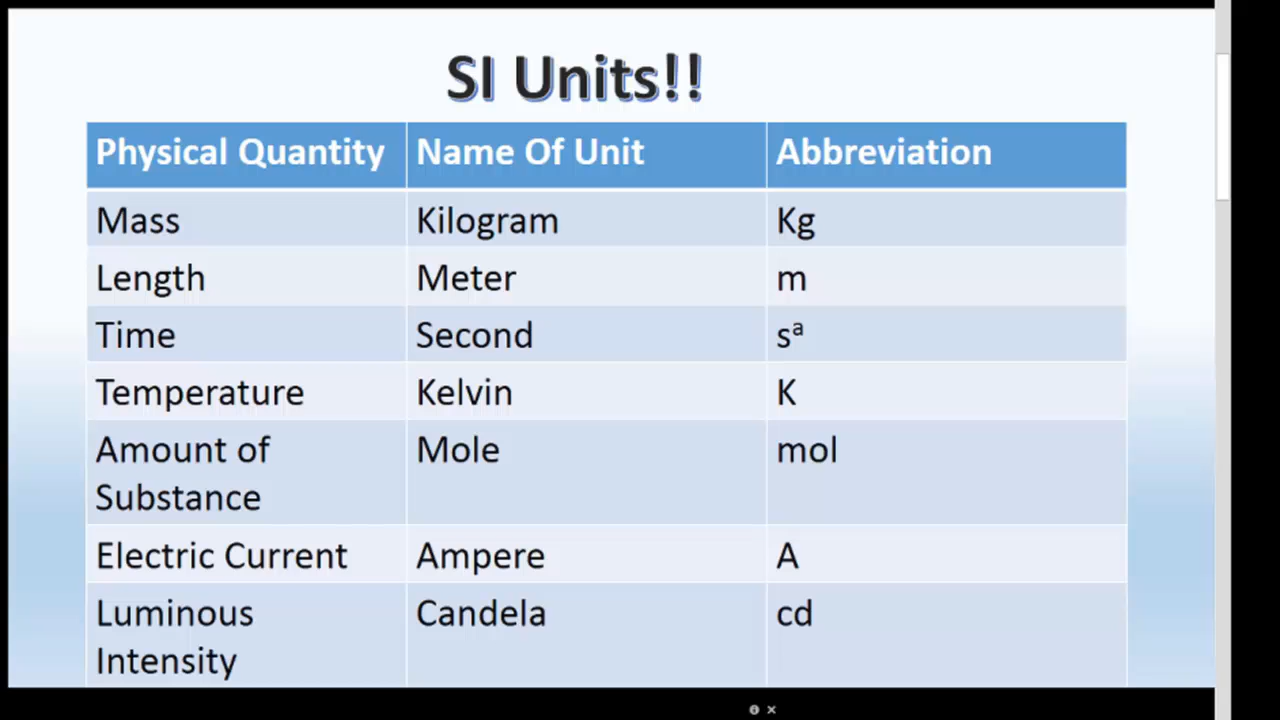 SI Units!!
Physical Quantity Name Of Unit Abbreviation
Mass Kilogram Kg
Length Meter m
Time Second sᵃ
Temperature Kelvin K
Amount of Mole mol
Substance
Electric Current Ampere A
Luminous Candela cd
Intensity